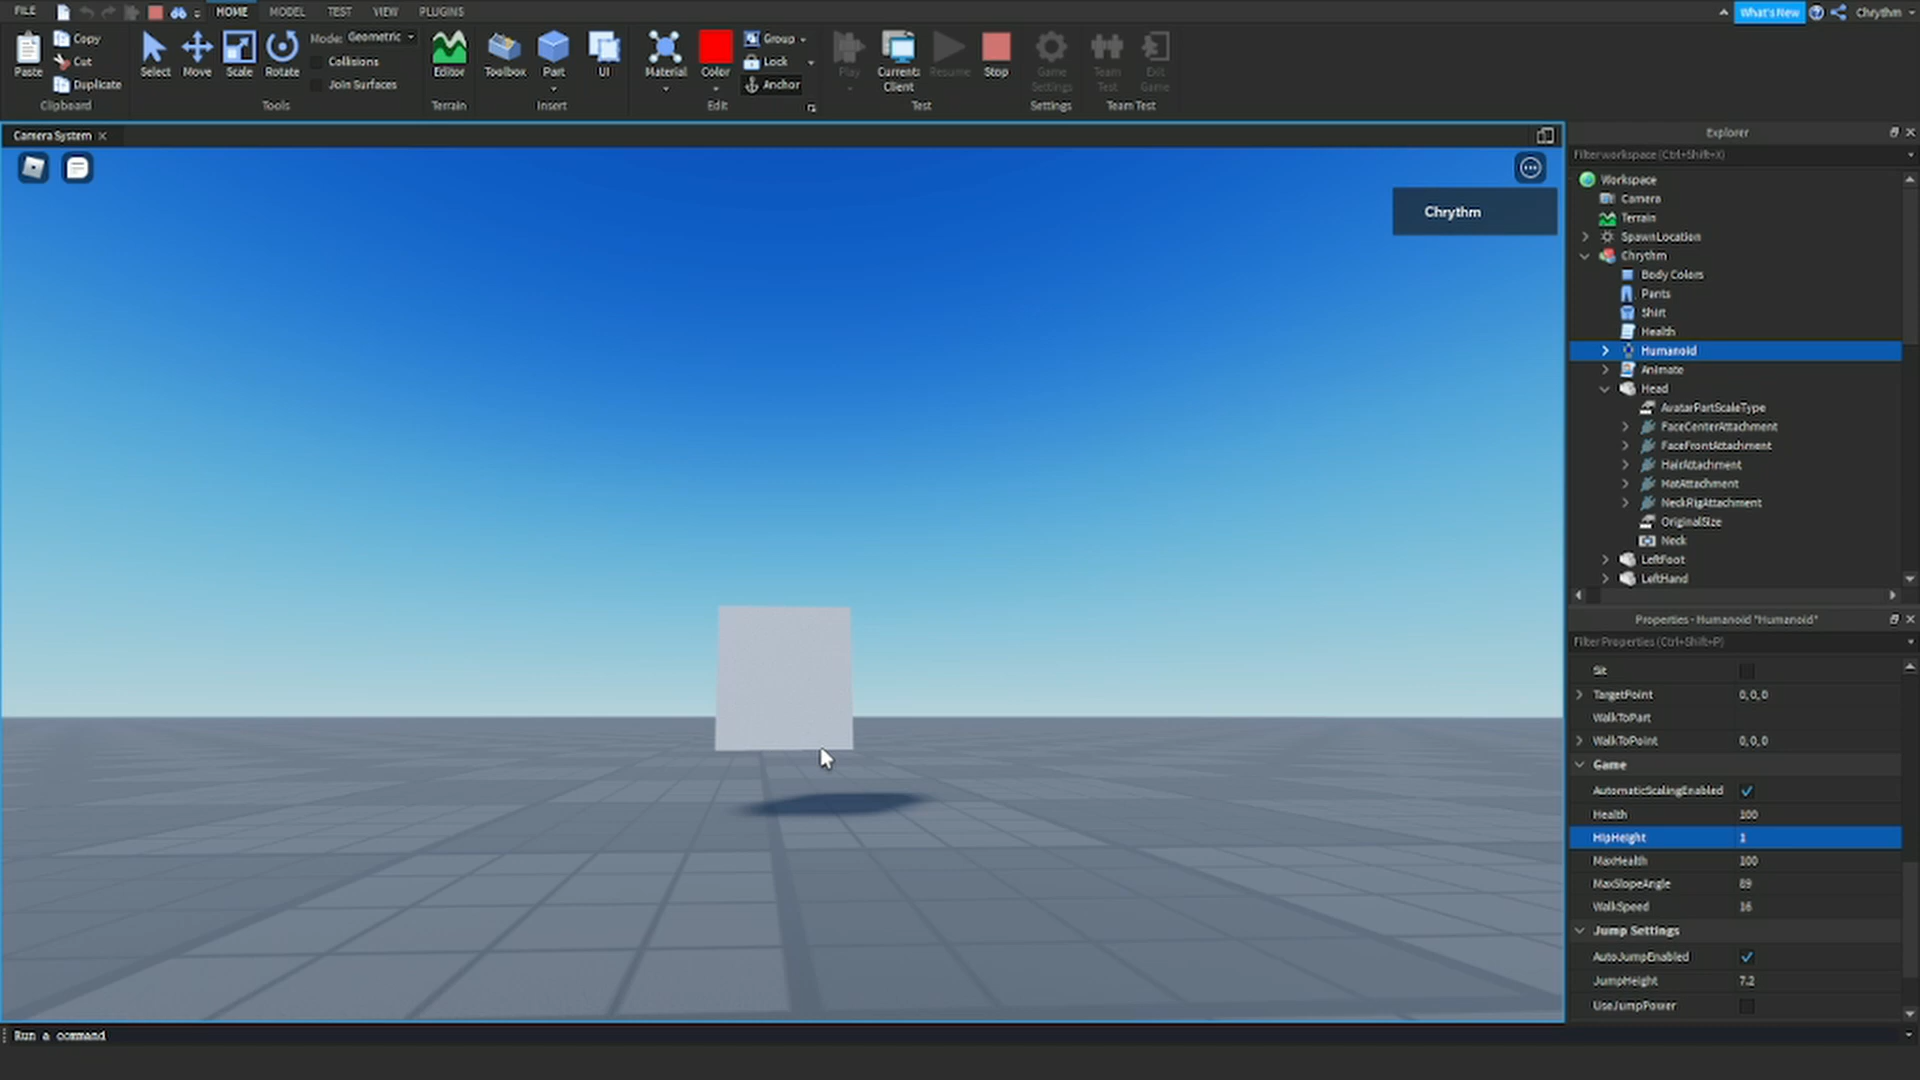 FILE HOME MODEL TEST VIEW PLUGINS What's New Chrythm
Copy
Cut
Duplicate
Paste
Clipboard
Select Move Scale Rotate
Mode: Geometric
Collisions
Join Surfaces
Tools
Editor
Terrain
Toolbox Part UI
Insert
Material Color
Group
Lock
Anchor
Edit
Play
Current:
Client
Resume Stop
Test
Game
Settings
Settings
Team
Test
Exit
Game
Team Test
Camera System
Chrythm
Explorer
Filter workspace (Ctrl+Shift+X)
Workspace
Camera
Terrain
SpawnLocation
Chrythm
Body Colors
Pants
Shirt
Health
Humanoid
Animate
Head
AvatarPartScaleType
FaceCenterAttachment
FaceFrontAttachment
HairAttachment
HatAttachment
NeckRigAttachment
OriginalSize
Neck
LeftFoot
LeftHand
Properties - Humanoid "Humanoid"
Filter Properties (Ctrl+Shift+P)
Sit
TargetPoint 0, 0, 0
WalkToPart
WalkToPoint 0, 0, 0
Game
AutomaticScalingEnabled
Health 100
HipHeight 1
MaxHealth 100
MaxSlopeAngle 89
WalkSpeed 16
Jump Settings
AutoJumpEnabled
JumpHeight 7.2
UseJumpPower
Run a command